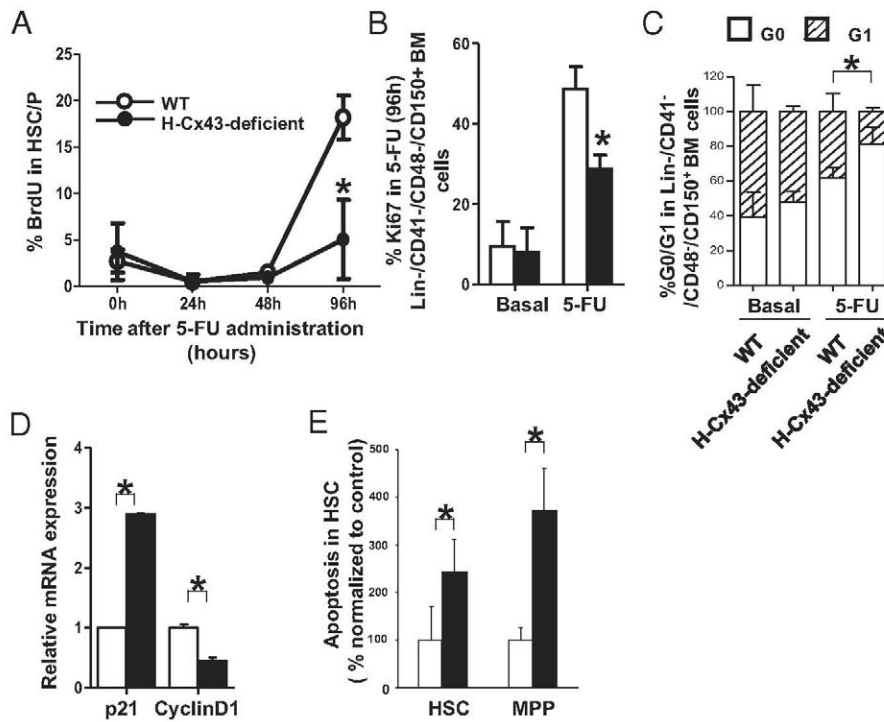 A
% BrdU in HSC/P
25
20
15
10
5
0
WT
H-Cx43-deficient
*
0h 24h 48h 96h
Time after 5-FU administration
(hours)
B
% Ki67 in 5-FU (96h)
Lin-/CD41-/CD48-/CD150+ BM
cells
60
40
20
0
*
Basal 5-FU
C
G0 G1
%G0/G1 in Lin-/CD41-
/CD48-/CD150+ BM cells
120
100
80
60
40
20
0
*
Basal 5-FU
WT
H-Cx43-deficient
WT
H-Cx43-deficient
D
Relative mRNA expression
4
3
2
1
0
*
*
p21 CyclinD1
E
Apoptosis in HSC
( % normalized to control)
500
400
300
200
100
0
*
*
HSC MPP